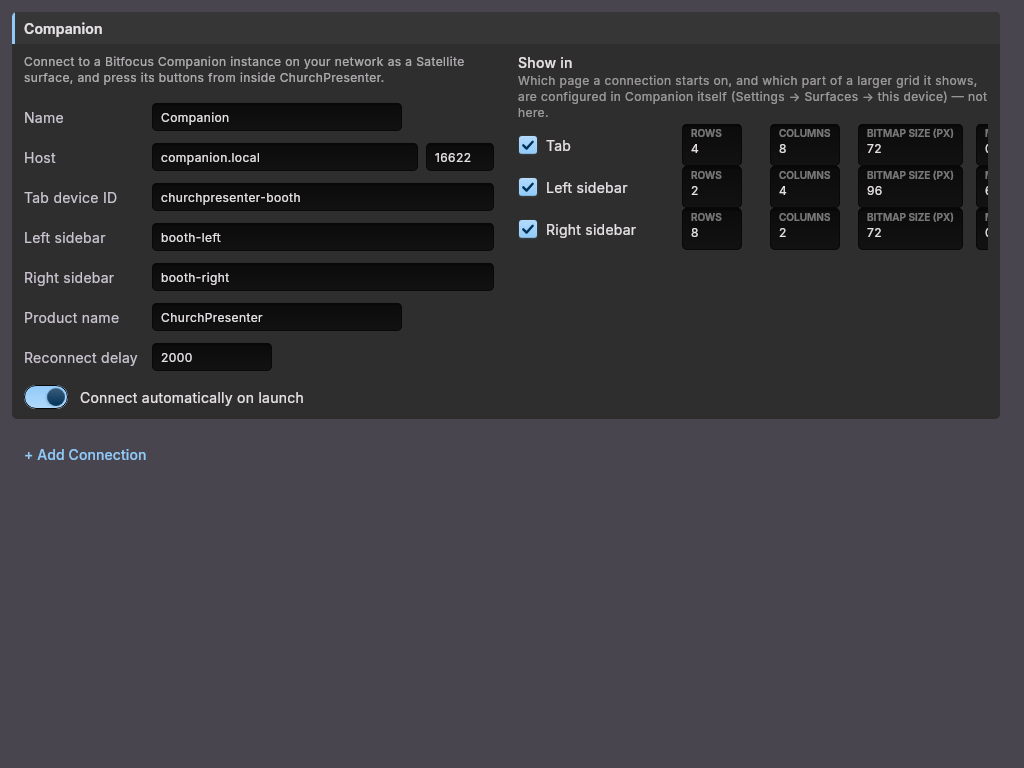 Companion
Connect to a Bitfocus Companion instance on your network as a Satellite
surface, and press its buttons from inside ChurchPresenter.
Name
Companion
Host
companion.local
16622
Tab device ID
churchpresenter-booth
Left sidebar
booth-left
Right sidebar
booth-right
Product name
ChurchPresenter
Reconnect delay
2000
Connect automatically on launch
Show in
Which page a connection starts on, and which part of a larger grid it shows,
are configured in Companion itself (Settings → Surfaces → this device) — not
here.
Tab
ROWS
4
COLUMNS
8
BITMAP SIZE (PX)
72
Left sidebar
ROWS
2
COLUMNS
4
BITMAP SIZE (PX)
96
Right sidebar
ROWS
8
COLUMNS
2
BITMAP SIZE (PX)
72
+ Add Connection